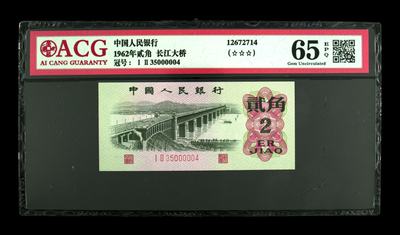 ACG
AI CANG GUARANTY
中国人民银行
1962年贰角 长江大桥
冠号: I II 35000004
12672714
(☆☆☆)
65
EPQ
Gem Uncirculated
中國人民銀行
貳角
2
ER
JIAO
I II 35000004